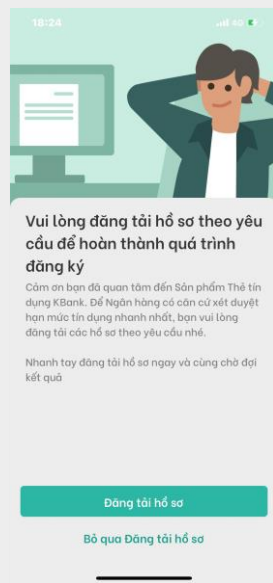 18:24
Vui lòng đăng tải hồ sơ theo yêu
cầu để hoàn thành quá trình
đăng ký
Cảm ơn bạn đã quan tâm đến Sản phẩm Thẻ tín
dụng KBank. Để Ngân hàng có căn cứ xét duyệt
hạn mức tín dụng nhanh nhất, bạn vui lòng
đăng tải các hồ sơ theo yêu cầu nhé.
Nhanh tay đăng tải hồ sơ ngay và cùng chờ đợi
kết quả
Đăng tải hồ sơ
Bỏ qua Đăng tải hồ sơ